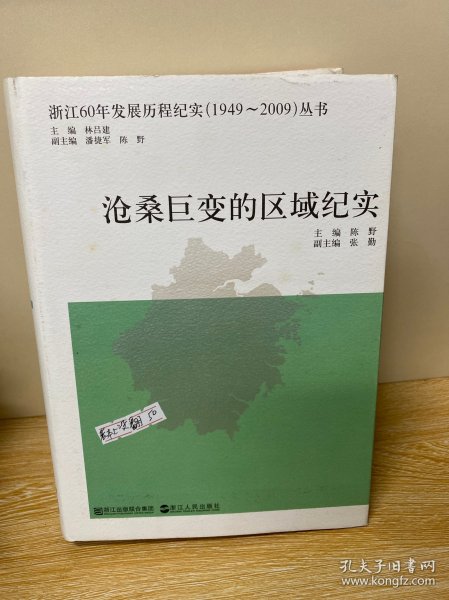 浙江60年发展历程纪实(1949～2009)丛书
主 编 林吕建
副主编 潘捷军 陈 野
沧桑巨变的区域纪实
主 编 陈 野
副主编 张 勤
50
浙江出版联合集团 浙江人民出版社
孔夫子旧书网
www.kongfz.com